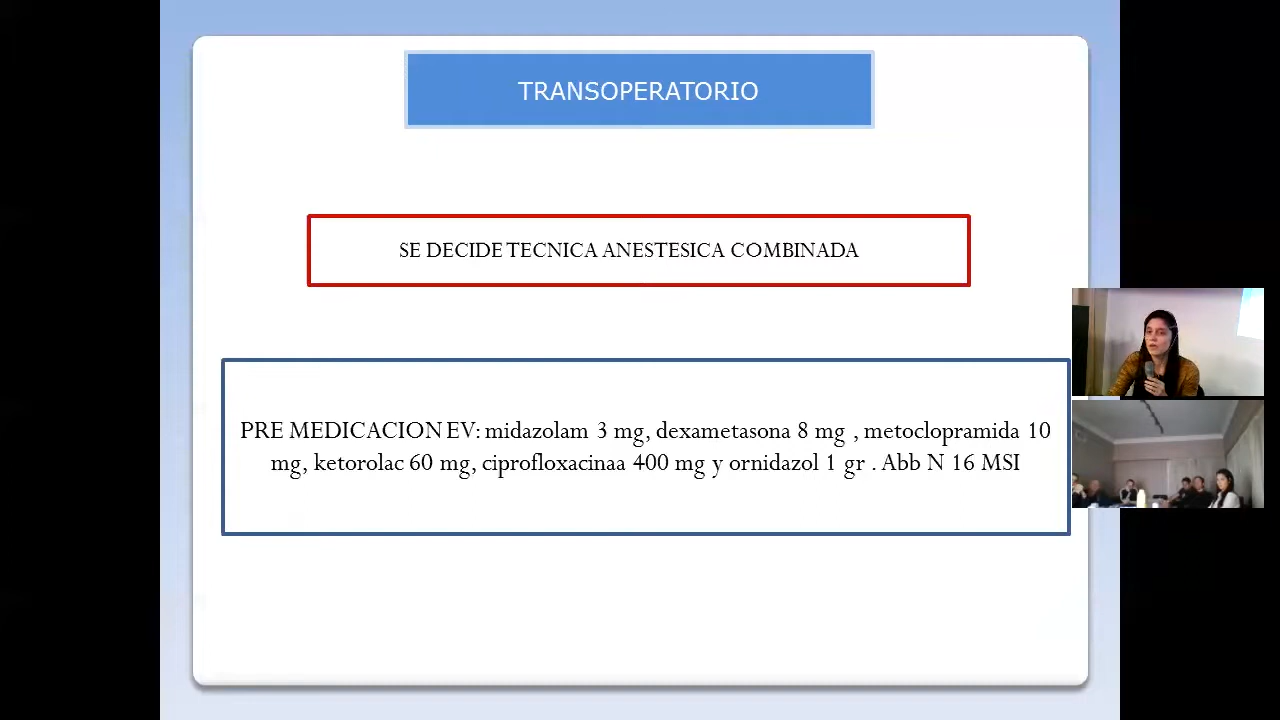 TRANSOPERATORIO
SE DECIDE TECNICA ANESTESICA COMBINADA
PRE MEDICACION EV: midazolam 3 mg, dexametasona 8 mg , metoclopramida 10
mg, ketorolac 60 mg, ciprofloxacinaa 400 mg y ornidazol 1 gr . Abb N 16 MSI